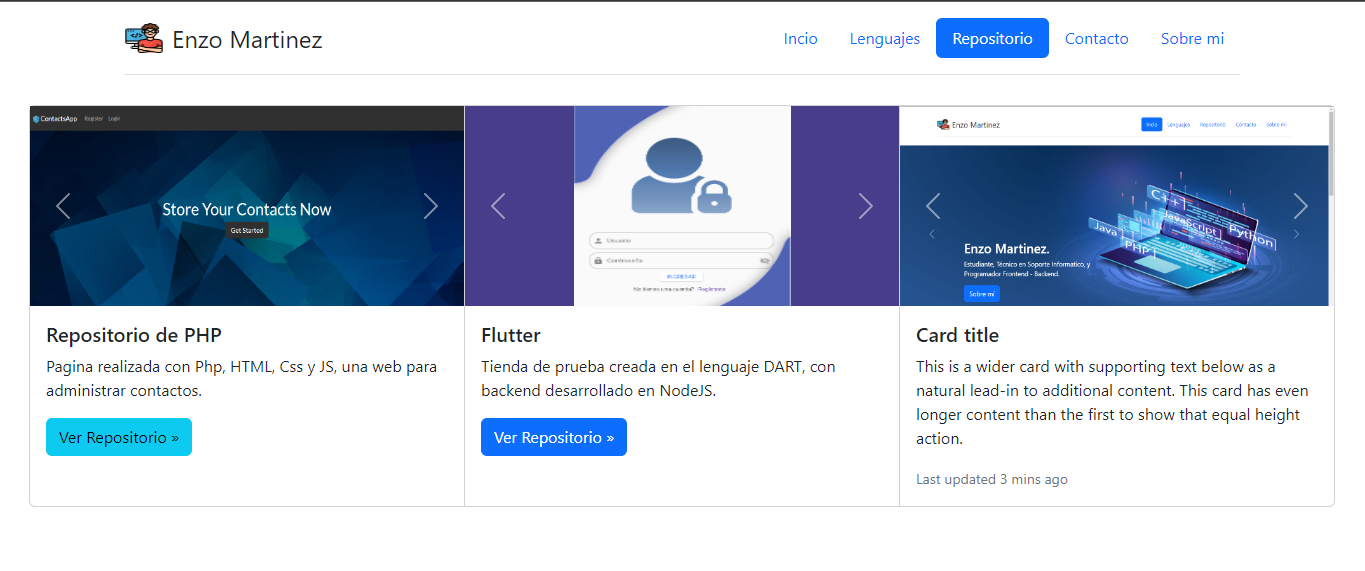 Enzo Martinez
Incio
Lenguajes
Repositorio
Contacto
Sobre mi
ContactsApp
Register
Login
Store Your Contacts Now
Get Started
Usuario
Contraseña
INGRESAR
No tienes una cuenta? Registrate
Enzo Martinez
Inicio
Lenguajes
Repositorio
Contacto
Sobre mi
C++
JavaScript
Java
Python
PHP
Enzo Martinez.
Estudiante, Técnico en Soporte Informatico, y
Programador Frontend - Backend.
Sobre mí
Repositorio de PHP
Pagina realizada con Php, HTML, Css y JS, una web para
administrar contactos.
Ver Repositorio »
Flutter
Tienda de prueba creada en el lenguaje DART, con
backend desarrollado en NodeJS.
Ver Repositorio »
Card title
This is a wider card with supporting text below as a
natural lead-in to additional content. This card has even
longer content than the first to show that equal height
action.
Last updated 3 mins ago